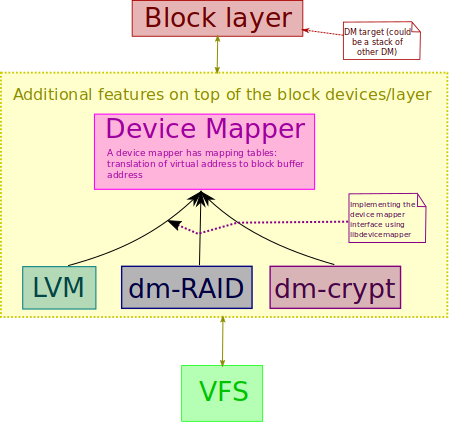 Block layer
DM target (could
be a stack of
other DM)
Additional features on top of the block devices/layer
Device Mapper
A device mapper has mapping tables:
translation of virtual address to block buffer
address
Implementing the
device mapper
interface using
libdevicemapper
LVM
dm-RAID
dm-crypt
VFS